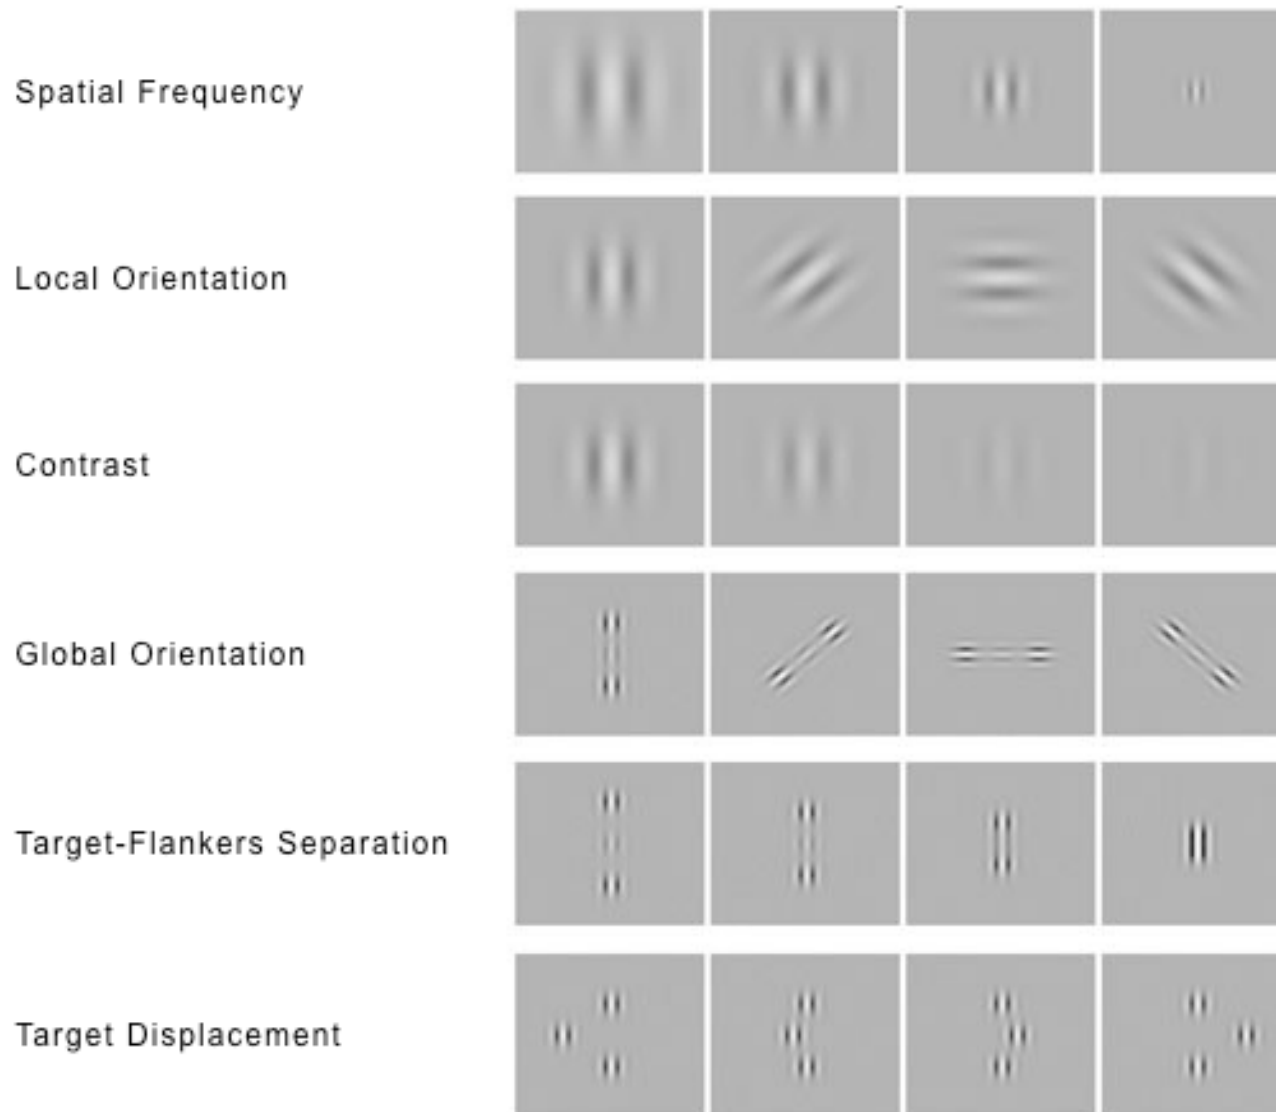 Spatial Frequency
Local Orientation
Contrast
Global Orientation
Target-Flankers Separation
Target Displacement